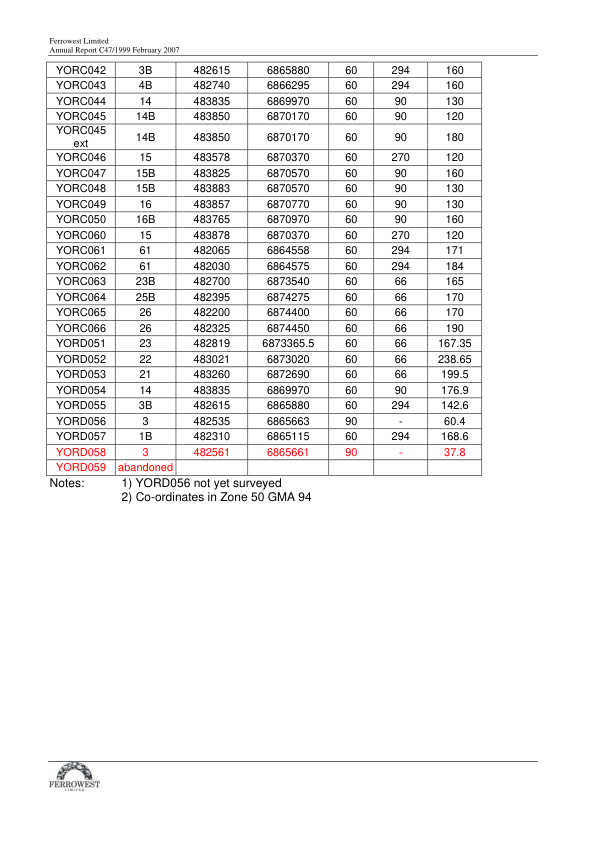 Ferrowest Limited
Annual Report C47/1999 February 2007
YORC042 3B 482615 6865880 60 294 160
YORC043 4B 482740 6866295 60 294 160
YORC044 14 483835 6869970 60 90 130
YORC045 14B 483850 6870170 60 90 120
YORC045 ext 14B 483850 6870170 60 90 180
YORC046 15 483578 6870370 60 270 120
YORC047 15B 483825 6870570 60 90 160
YORC048 15B 483883 6870570 60 90 130
YORC049 16 483857 6870770 60 90 130
YORC050 16B 483765 6870970 60 90 160
YORC060 15 483878 6870370 60 270 120
YORC061 61 482065 6864558 60 294 171
YORC062 61 482030 6864575 60 294 184
YORC063 23B 482700 6873540 60 66 165
YORC064 25B 482395 6874275 60 66 170
YORC065 26 482200 6874400 60 66 170
YORC066 26 482325 6874450 60 66 190
YORD051 23 482819 6873365.5 60 66 167.35
YORD052 22 483021 6873020 60 66 238.65
YORD053 21 483260 6872690 60 66 199.5
YORD054 14 483835 6869970 60 90 176.9
YORD055 3B 482615 6865880 60 294 142.6
YORD056 3 482535 6865663 90 - 60.4
YORD057 1B 482310 6865115 60 294 168.6
YORD058 3 482561 6865661 90 - 37.8
YORD059 abandoned
Notes: 1) YORD056 not yet surveyed
2) Co-ordinates in Zone 50 GMA 94
FERROWEST
LIMITED